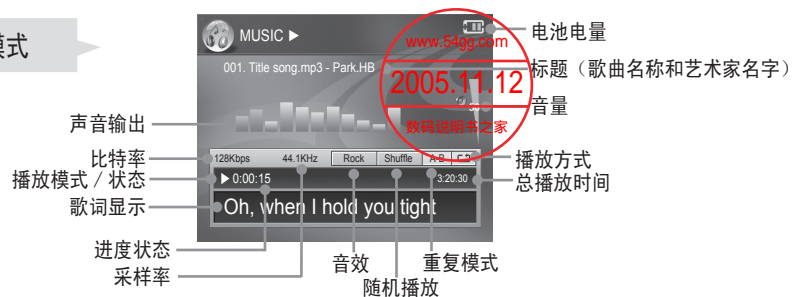 式
MUSIC ▶
001. Title song.mp3 - Park.HB
www.54gg.com
2005.11.12
数码说明书之家
电池电量
标题（歌曲名称和艺术家名字）
音量
声音输出
比特率
播放模式 / 状态
歌词显示
128Kbps 44.1KHz Rock Shuffle A-B
▶ 0:00:15 3:20:30
Oh, when I hold you tight
播放方式
总播放时间
进度状态
采样率
音效
随机播放
重复模式